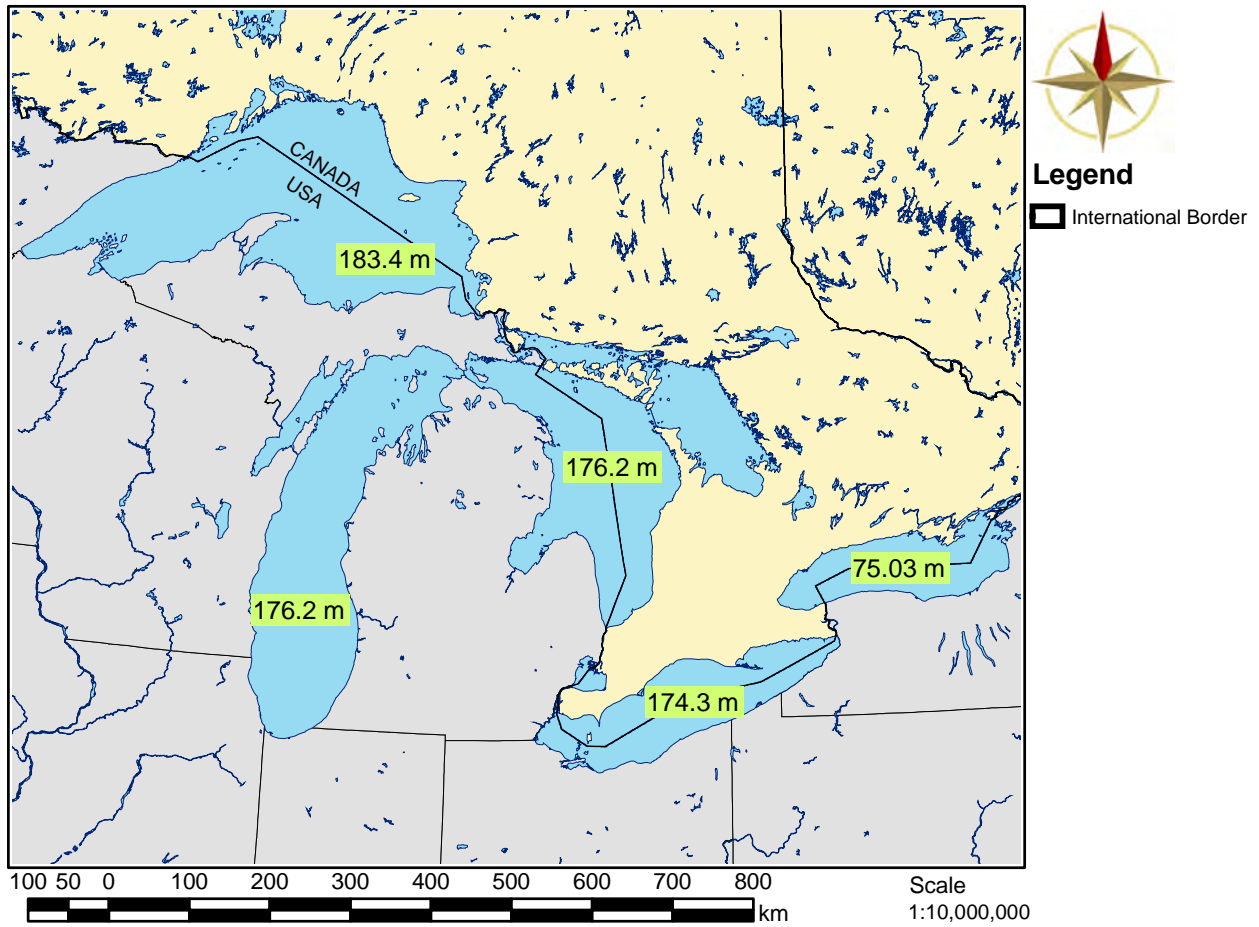 CANADA
USA
183.4 m
176.2 m
75.03 m
176.2 m
174.3 m
Legend
International Border
100 50 0 100 200 300 400 500 600 700 800
km
Scale
1:10,000,000